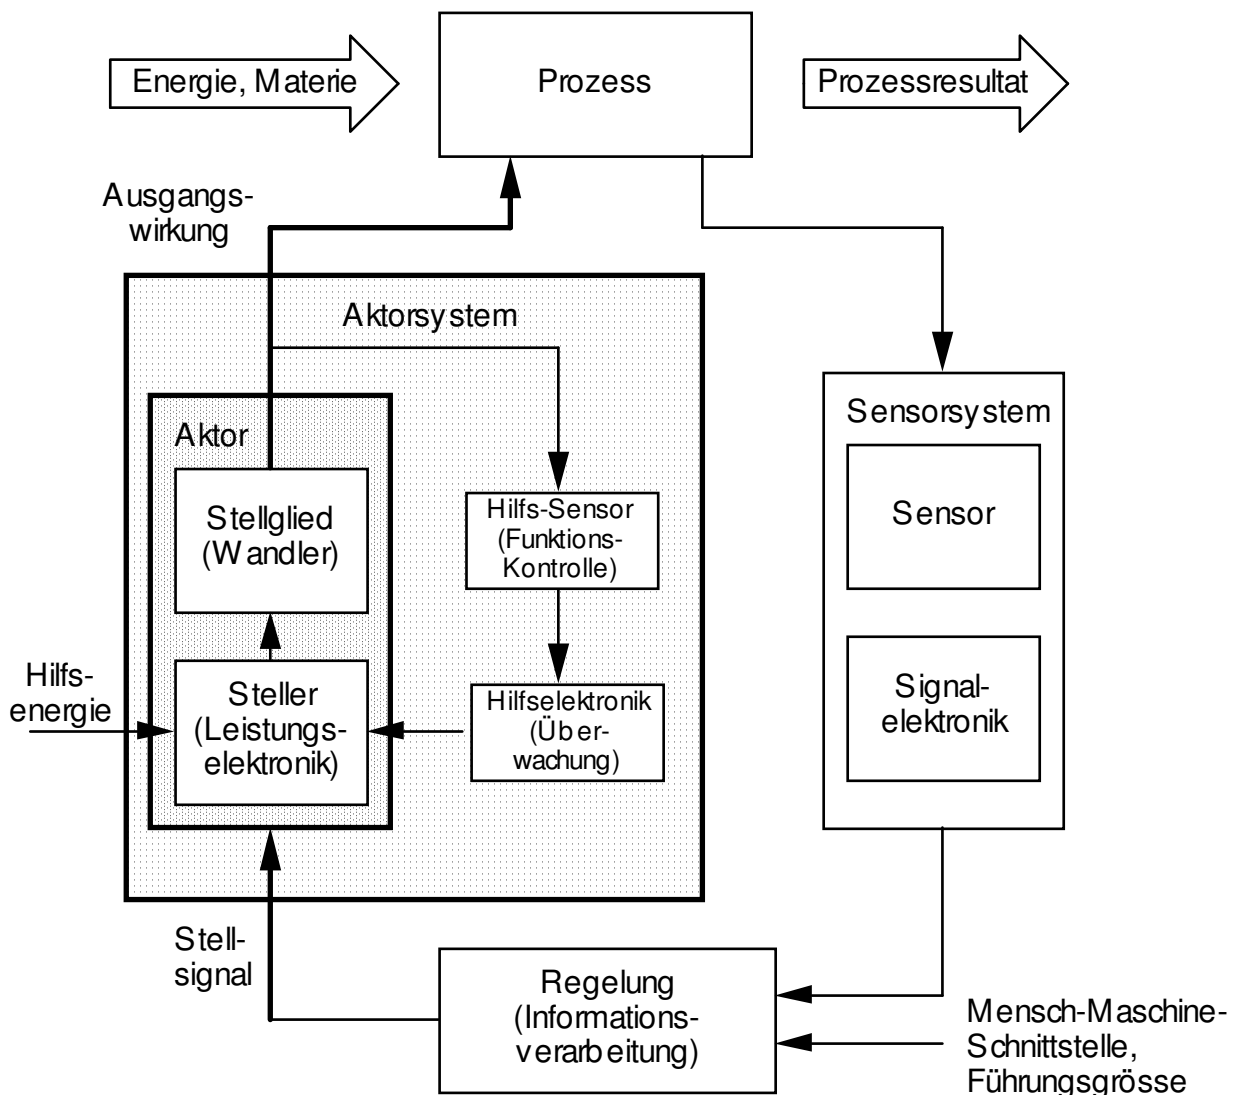 Energie, Materie
Prozess
Prozessresultat
Ausgangs-
wirkung
Aktorsystem
Aktor
Stellglied
(Wandler)
Hilfs-Sensor
(Funktions-
Kontrolle)
Sensorsystem
Sensor
Hilfs-
energie
Steller
(Leistungs-
elektronik)
Hilfselektronik
(Über-
wachung)
Signal-
elektronik
Stell-
signal
Regelung
(Informations-
verarbeitung)
Mensch-Maschine-
Schnittstelle,
Führungsgrösse